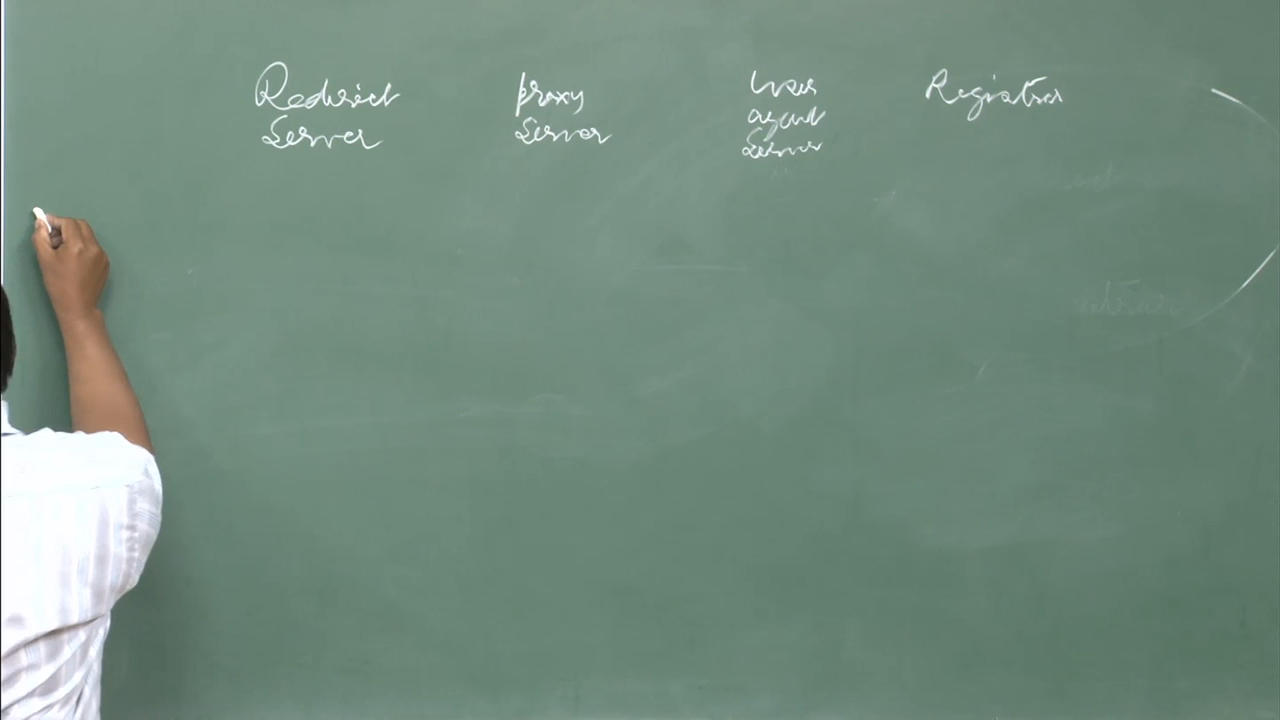 Redirect
Server
proxy
Server
User
agent
Server
Registrar